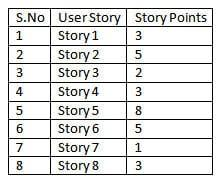 S.No User Story Story Points
1 Story 1 3
2 Story 2 5
3 Story 3 2
4 Story 4 3
5 Story 5 8
6 Story 6 5
7 Story 7 1
8 Story 8 3